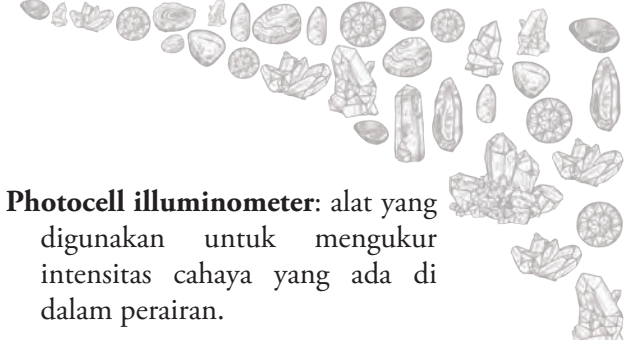 Photocell illuminometer: alat yang
digunakan untuk mengukur
intensitas cahaya yang ada di
dalam perairan.